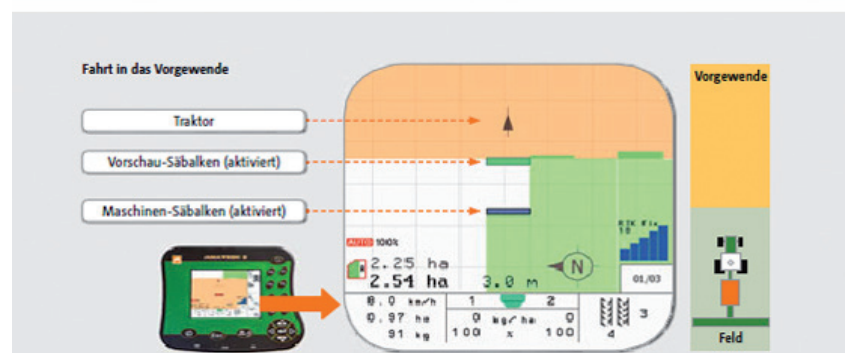 Fahrt in das Vorgewende
Traktor
Vorschau-Säbalken (aktiviert)
Maschinen-Säbalken (aktiviert)
AUTO 100%
2.25 ha
2.54 ha
3.0 m
N
RTK Fix
10
01/03
8.0 km/h
0.97 ha
91 kg
1 2
0 kg/ha 0
100 x 100
3
4
Vorgewende
Feld